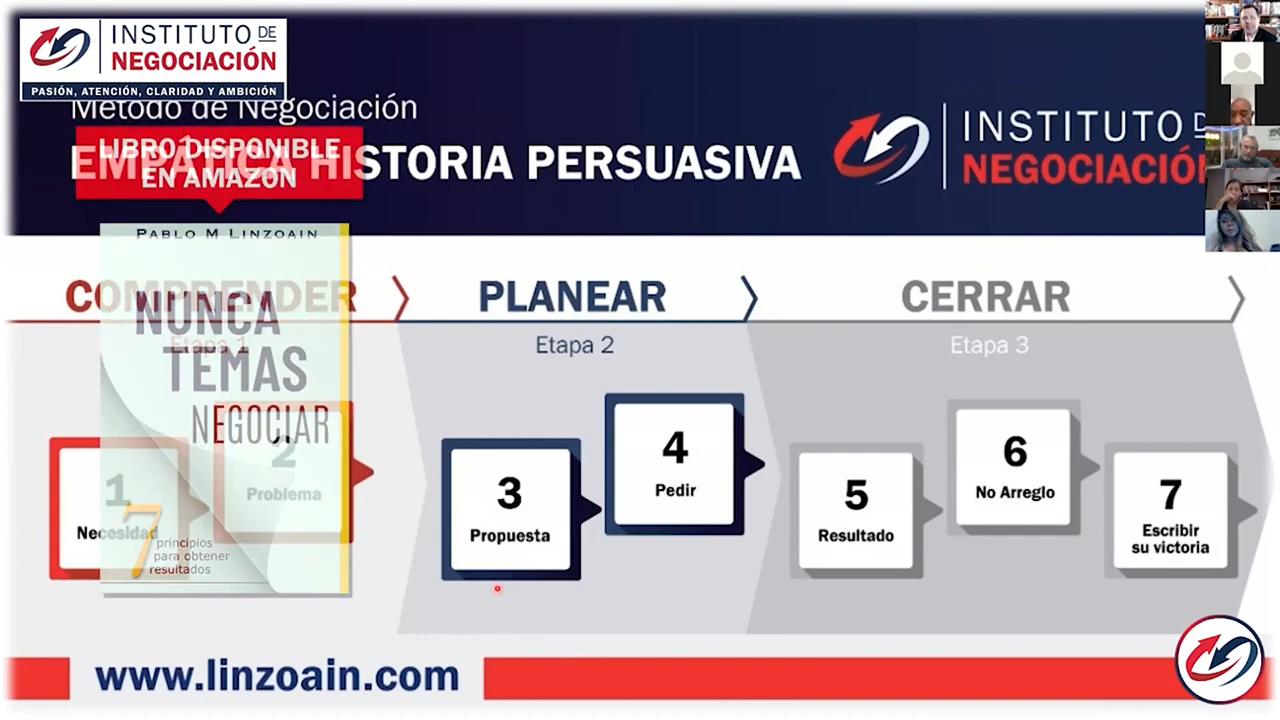 INSTITUTO DE
NEGOCIACIÓN
PASIÓN, ATENCIÓN, CLARIDAD Y AMBICIÓN
Método de Negociación
EMPÁTICA HISTORIA PERSUASIVA
LIBRO DISPONIBLE
EN AMAZON
INSTITUTO D
NEGOCIACIÓN
PABLO M LINZOAIN
NUNCA
TEMAS
NEGOCIAR
7
principios
para obtener
resultados
COMPRENDER
Etapa 1
1
Necesidad
2
Problema
PLANEAR
Etapa 2
3
Propuesta
4
Pedir
CERRAR
Etapa 3
5
Resultado
6
No Arreglo
7
Escribir
su victoria
www.linzoain.com